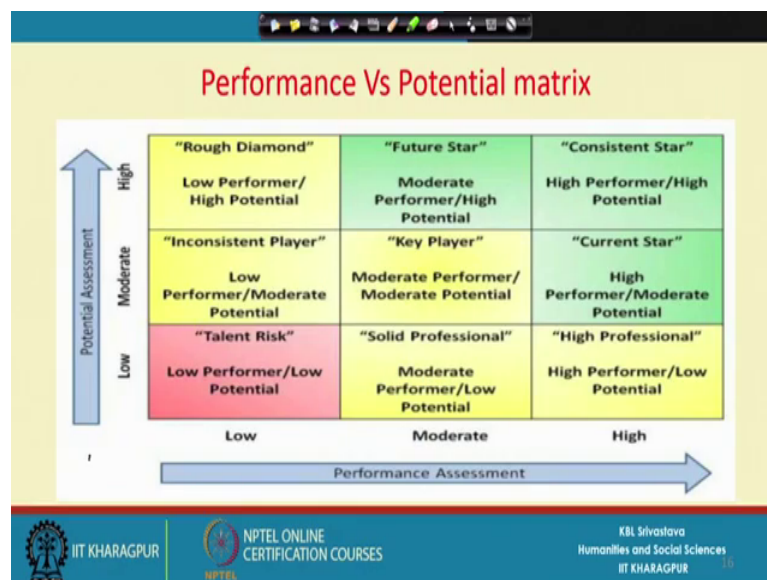 Performance Vs Potential matrix
"Rough Diamond"
Low Performer/
High Potential
"Future Star"
Moderate
Performer/High
Potential
"Consistent Star"
High Performer/High
Potential
"Inconsistent Player"
Low
Performer/Moderate
Potential
"Key Player"
Moderate Performer/
Moderate Potential
"Current Star"
High
Performer/Moderate
Potential
"Talent Risk"
Low Performer/Low
Potential
"Solid Professional"
Moderate
Performer/Low
Potential
"High Professional"
High Performer/Low
Potential
High
Moderate
Low
Potential Assessment
Low
Moderate
High
Performance Assessment
IIT KHARAGPUR
NPTEL
NPTEL ONLINE
CERTIFICATION COURSES
KBL Srivastava
Humanities and Social Sciences
IIT KHARAGPUR
16